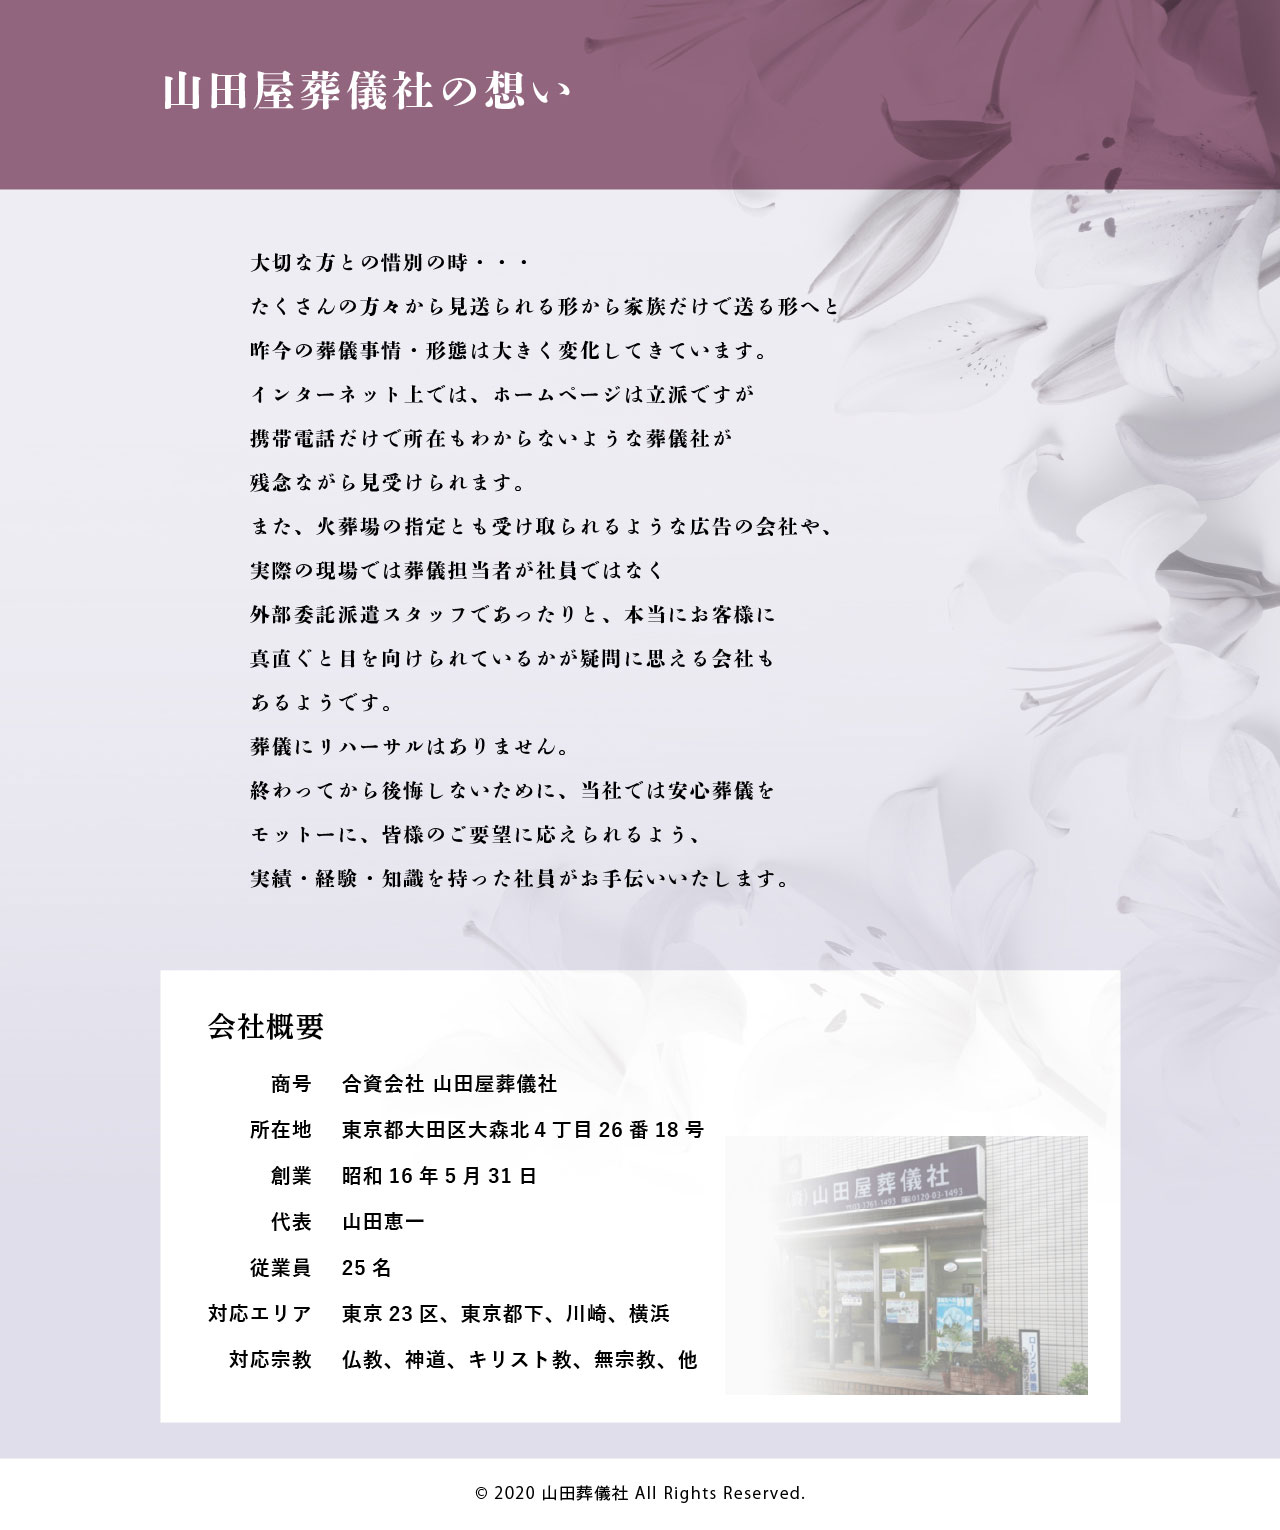 山田屋葬儀社の想い
大切な方との惜別の時・・・
たくさんの方々から見送られる形から家族だけで送る形へと
昨今の葬儀事情・形態は大きく変化してきています。
インターネット上では、ホームページは立派ですが
携帯電話だけで所在もわからないような葬儀社が
残念ながら見受けられます。
また、火葬場の指定とも受け取られるような広告の会社や、
実際の現場では葬儀担当者が社員ではなく
外部委託派遣スタッフであったりと、本当にお客様に
真直ぐと目を向けられているかが疑問に思える会社も
あるようです。
葬儀にリハーサルはありません。
終わってから後悔しないために、当社では安心葬儀を
モットーに、皆様のご要望に応えられるよう、
実績・経験・知識を持った社員がお手伝いいたします。
会社概要
商号 合資会社 山田屋葬儀社
所在地 東京都大田区大森北 4 丁目 26 番 18 号
創業 昭和 16 年 5 月 31 日
代表 山田恵一
従業員 25 名
対応エリア 東京 23 区、東京都下、川崎、横浜
対応宗教 仏教、神道、キリスト教、無宗教、他
(資)山田屋葬儀社
0120-03-1493
© 2020 山田葬儀社 All Rights Reserved.